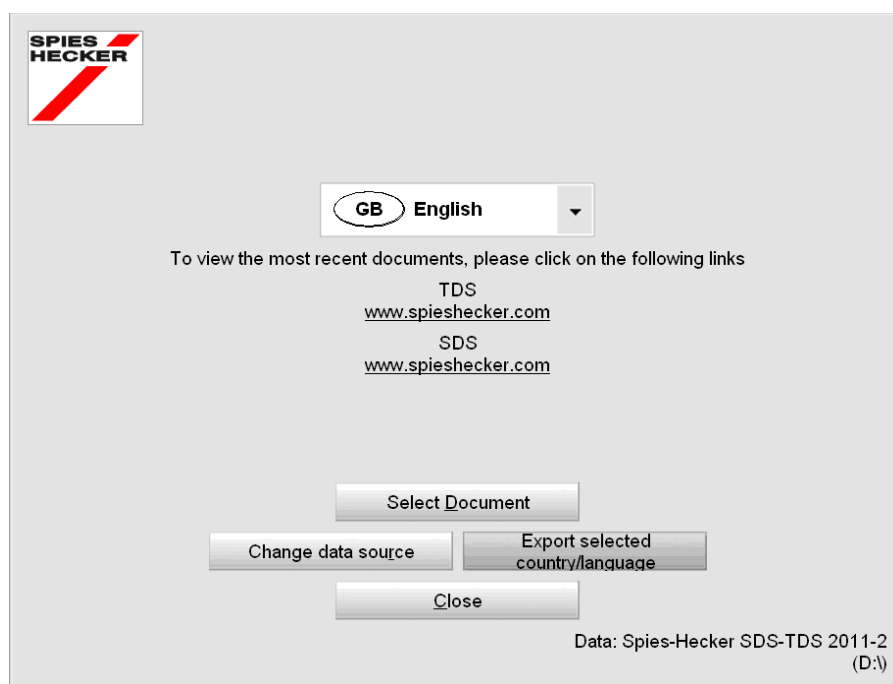 SPIES
HECKER
GB English
To view the most recent documents, please click on the following links
TDS
www.spieshecker.com
SDS
www.spieshecker.com
Select Document
Change data source
Export selected
country/language
Close
Data: Spies-Hecker SDS-TDS 2011-2
(D:\)